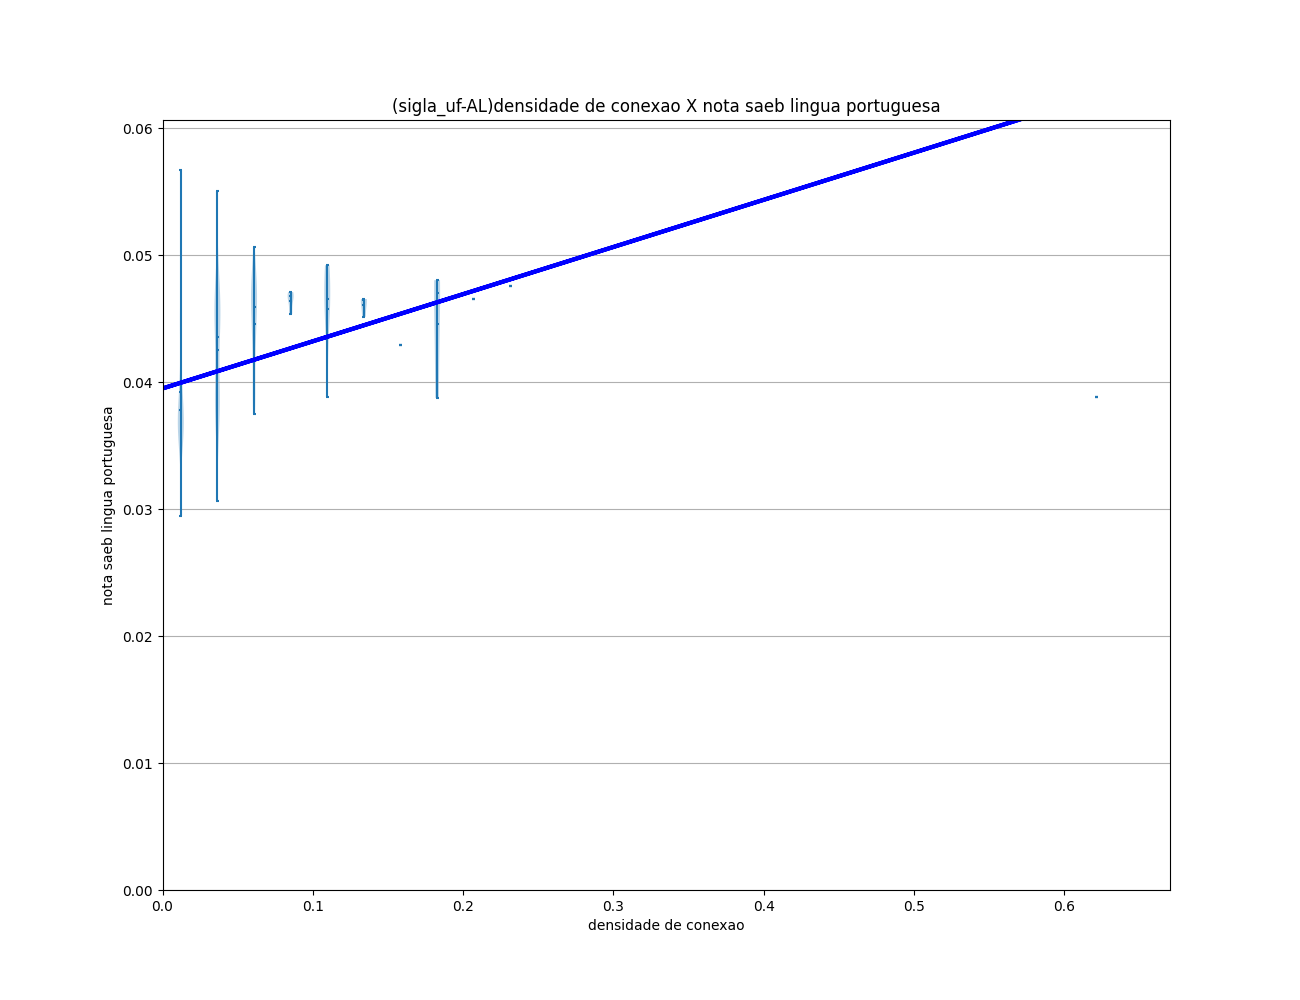 (sigla_uf-AL)densidade de conexao X nota saeb lingua portuguesa
nota saeb lingua portuguesa
0.06
0.05
0.04
0.03
0.02
0.01
0.00
0.0 0.1 0.2 0.3 0.4 0.5 0.6
densidade de conexao